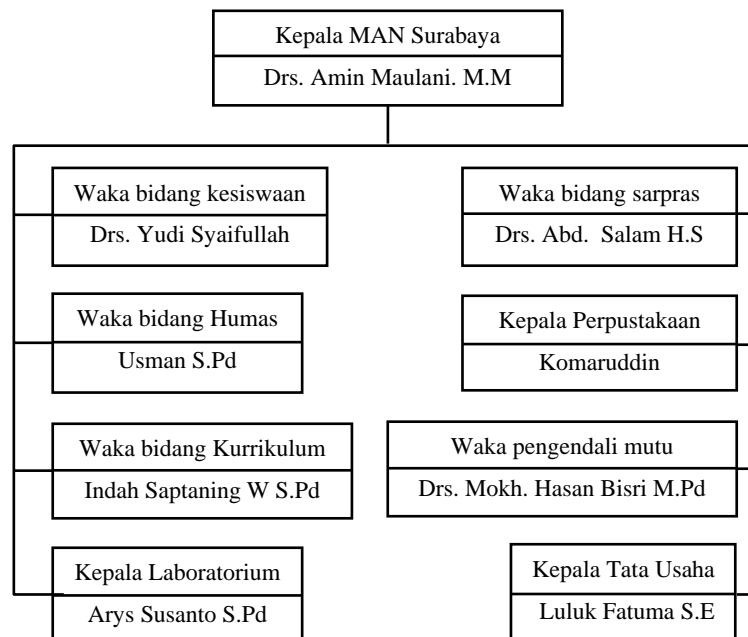 Kepala MAN Surabaya
Drs. Amin Maulani. M.M
Waka bidang kesiswaan
Drs. Yudi Syaifullah
Waka bidang sarpras
Drs. Abd.  Salam H.S
Waka bidang Humas
Usman S.Pd
Kepala Perpustakaan
Komaruddin
Waka bidang Kurrikulum
Indah Saptaning W S.Pd
Waka pengendali mutu
Drs. Mokh. Hasan Bisri M.Pd
Kepala Laboratorium
Arys Susanto S.Pd
Kepala Tata Usaha
Luluk Fatuma S.E